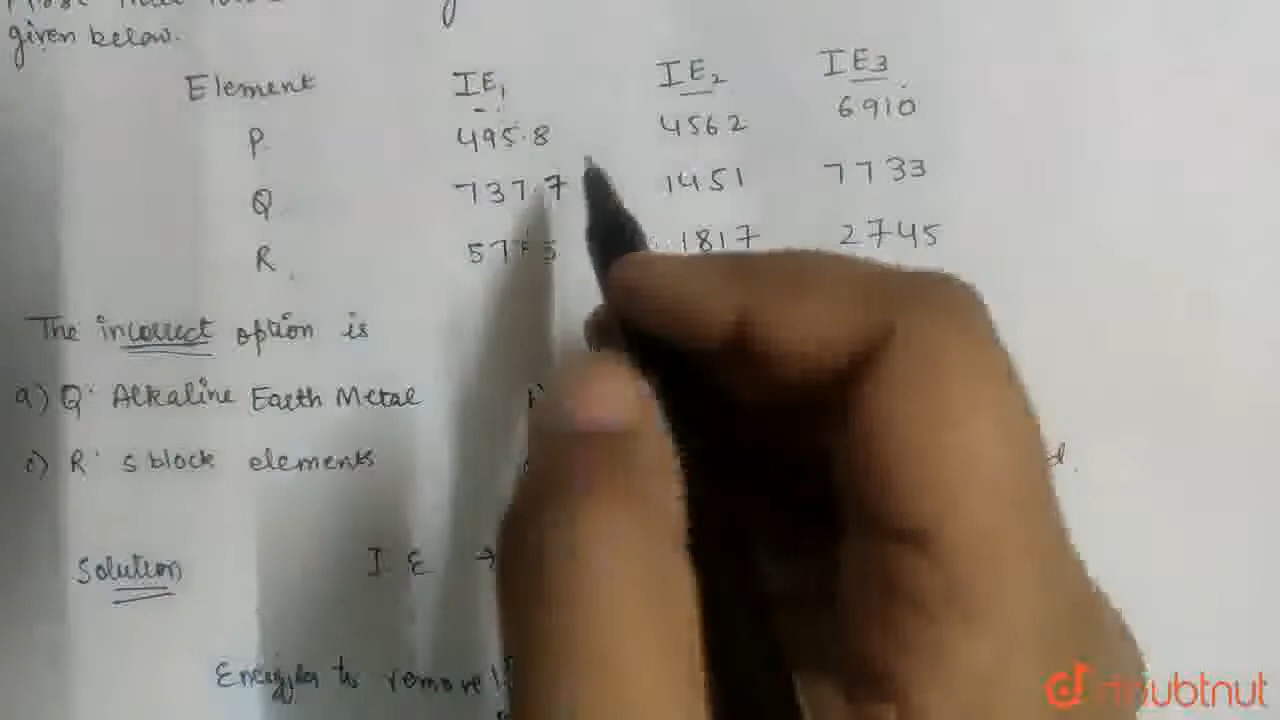 given below.
Element IE1 IE2 IE3
P 495.8 4562 6910
Q 737.7 1451 7733
R 1817 2745
The incorrect option is
a) Q: Alkaline Earth Metal
c) R: s block elements
Solution I E →
to remove
doubtnut